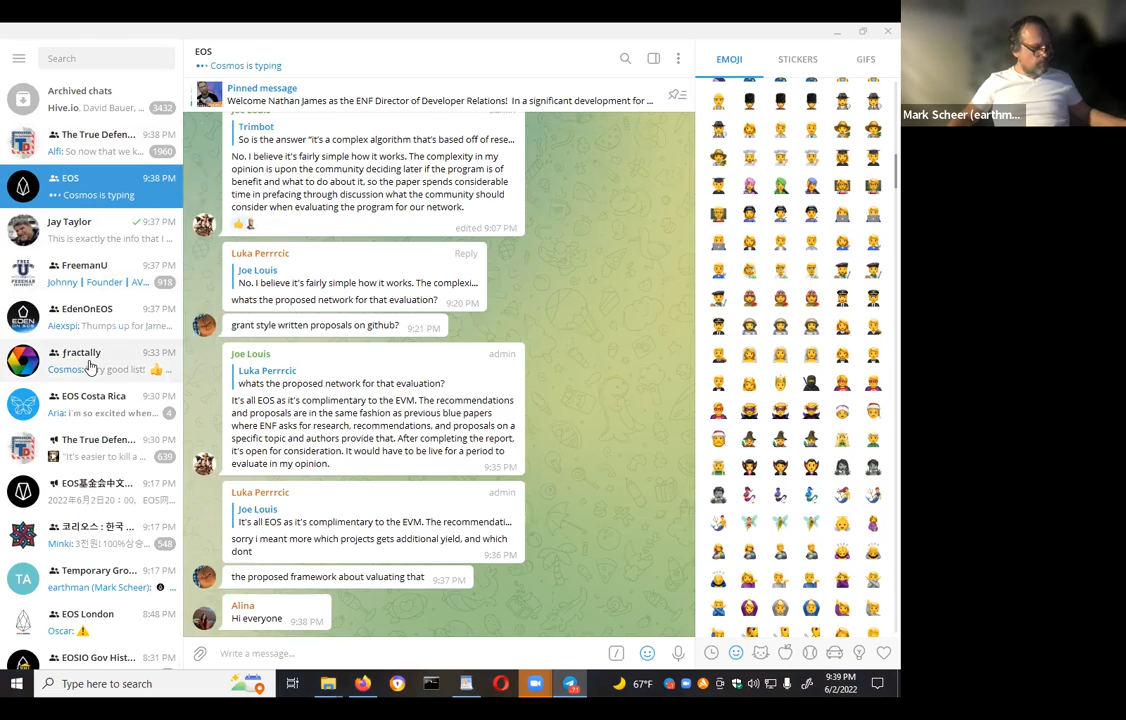 Search
Archived chats
Hive.io, David Bauer, ... 3432
The True Defen... 9:38 PM
Alfi: So now that we k... 1960
EOS 9:38 PM
Cosmos is typing
Jay Taylor 9:37 PM
This is exactly the info that I ...
FreemanU 9:37 PM
Johnny | Founder | AV... 918
EdenOnEOS 9:37 PM
Aiexspi: Thumps up for Jame...
ƒractally 9:33 PM
Cosmos: ry good list! 👍 ...
EOS Costa Rica 9:30 PM
Aria: i'm so excited when... 4
The True Defen... 9:30 PM
"It's easier to kill a ... 639
EOS基金会中文... 9:17 PM
2022年6月2日20：00，EOS网...
코리오스 : 한국 ... 9:17 PM
Minki: 3전원! 100%상승... 548
TA
Temporary Gro... 9:17 PM
earthman (Mark Scheer): ...
EOS London 8:48 PM
Oscar: ⚠️
EOSIO Gov Hist... 8:31 PM
EOS
Cosmos is typing
Pinned message
Welcome Nathan James as the ENF Director of Developer Relations! In a significant development for ...
Joe Louis admin
Trimbot
So is the answer "it's a complex algorithm that's based off of rese...
No. I believe it's fairly simple how it works. The complexity in my
opinion is upon the community deciding later if the program is of
benefit and what to do about it, so the paper spends considerable
time in prefacing through discussion what the community should
consider when evaluating the program for our network.
edited 9:07 PM
Luka Perrrcic Reply
Joe Louis
No. I believe it's fairly simple how it works. The complexi...
whats the proposed network for that evaluation? 9:20 PM
grant style written proposals on github? 9:21 PM
Joe Louis admin
Luka Perrrcic
whats the proposed network for that evaluation?
It's all EOS as it's complimentary to the EVM. The recommendations
and proposals are in the same fashion as previous blue papers
where ENF asks for research, recommendations, and proposals on a
specific topic and authors provide that. After completing the report,
it's open for consideration. It would have to be live for a period to
evaluate in my opinion. 9:35 PM
Luka Perrrcic admin
Joe Louis
It's all EOS as it's complimentary to the EVM. The recommendati...
sorry i meant more which projects gets additional yield, and which
dont 9:36 PM
the proposed framework about valuating that 9:37 PM
Alina
Hi everyone 9:38 PM
Write a message...
EMOJI STICKERS GIFS
Mark Scheer (earthm...
Type here to search
67°F
9:39 PM
6/2/2022